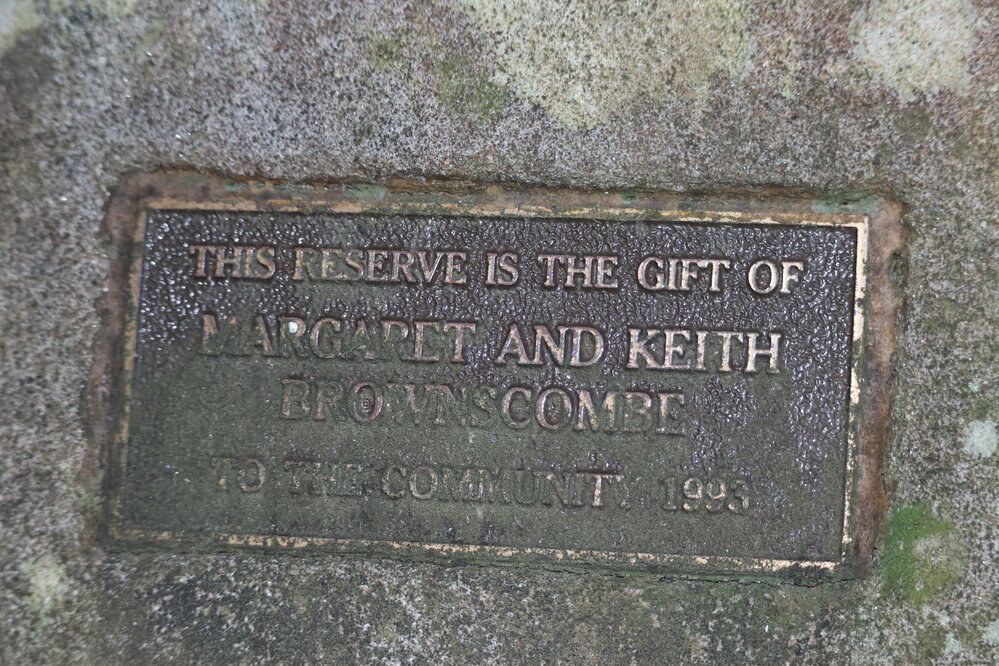 THIS RESERVE IS THE GIFT OF
MARGARET AND KEITH
BROWNSCOMBE
TO THE COMMUNITY 1993